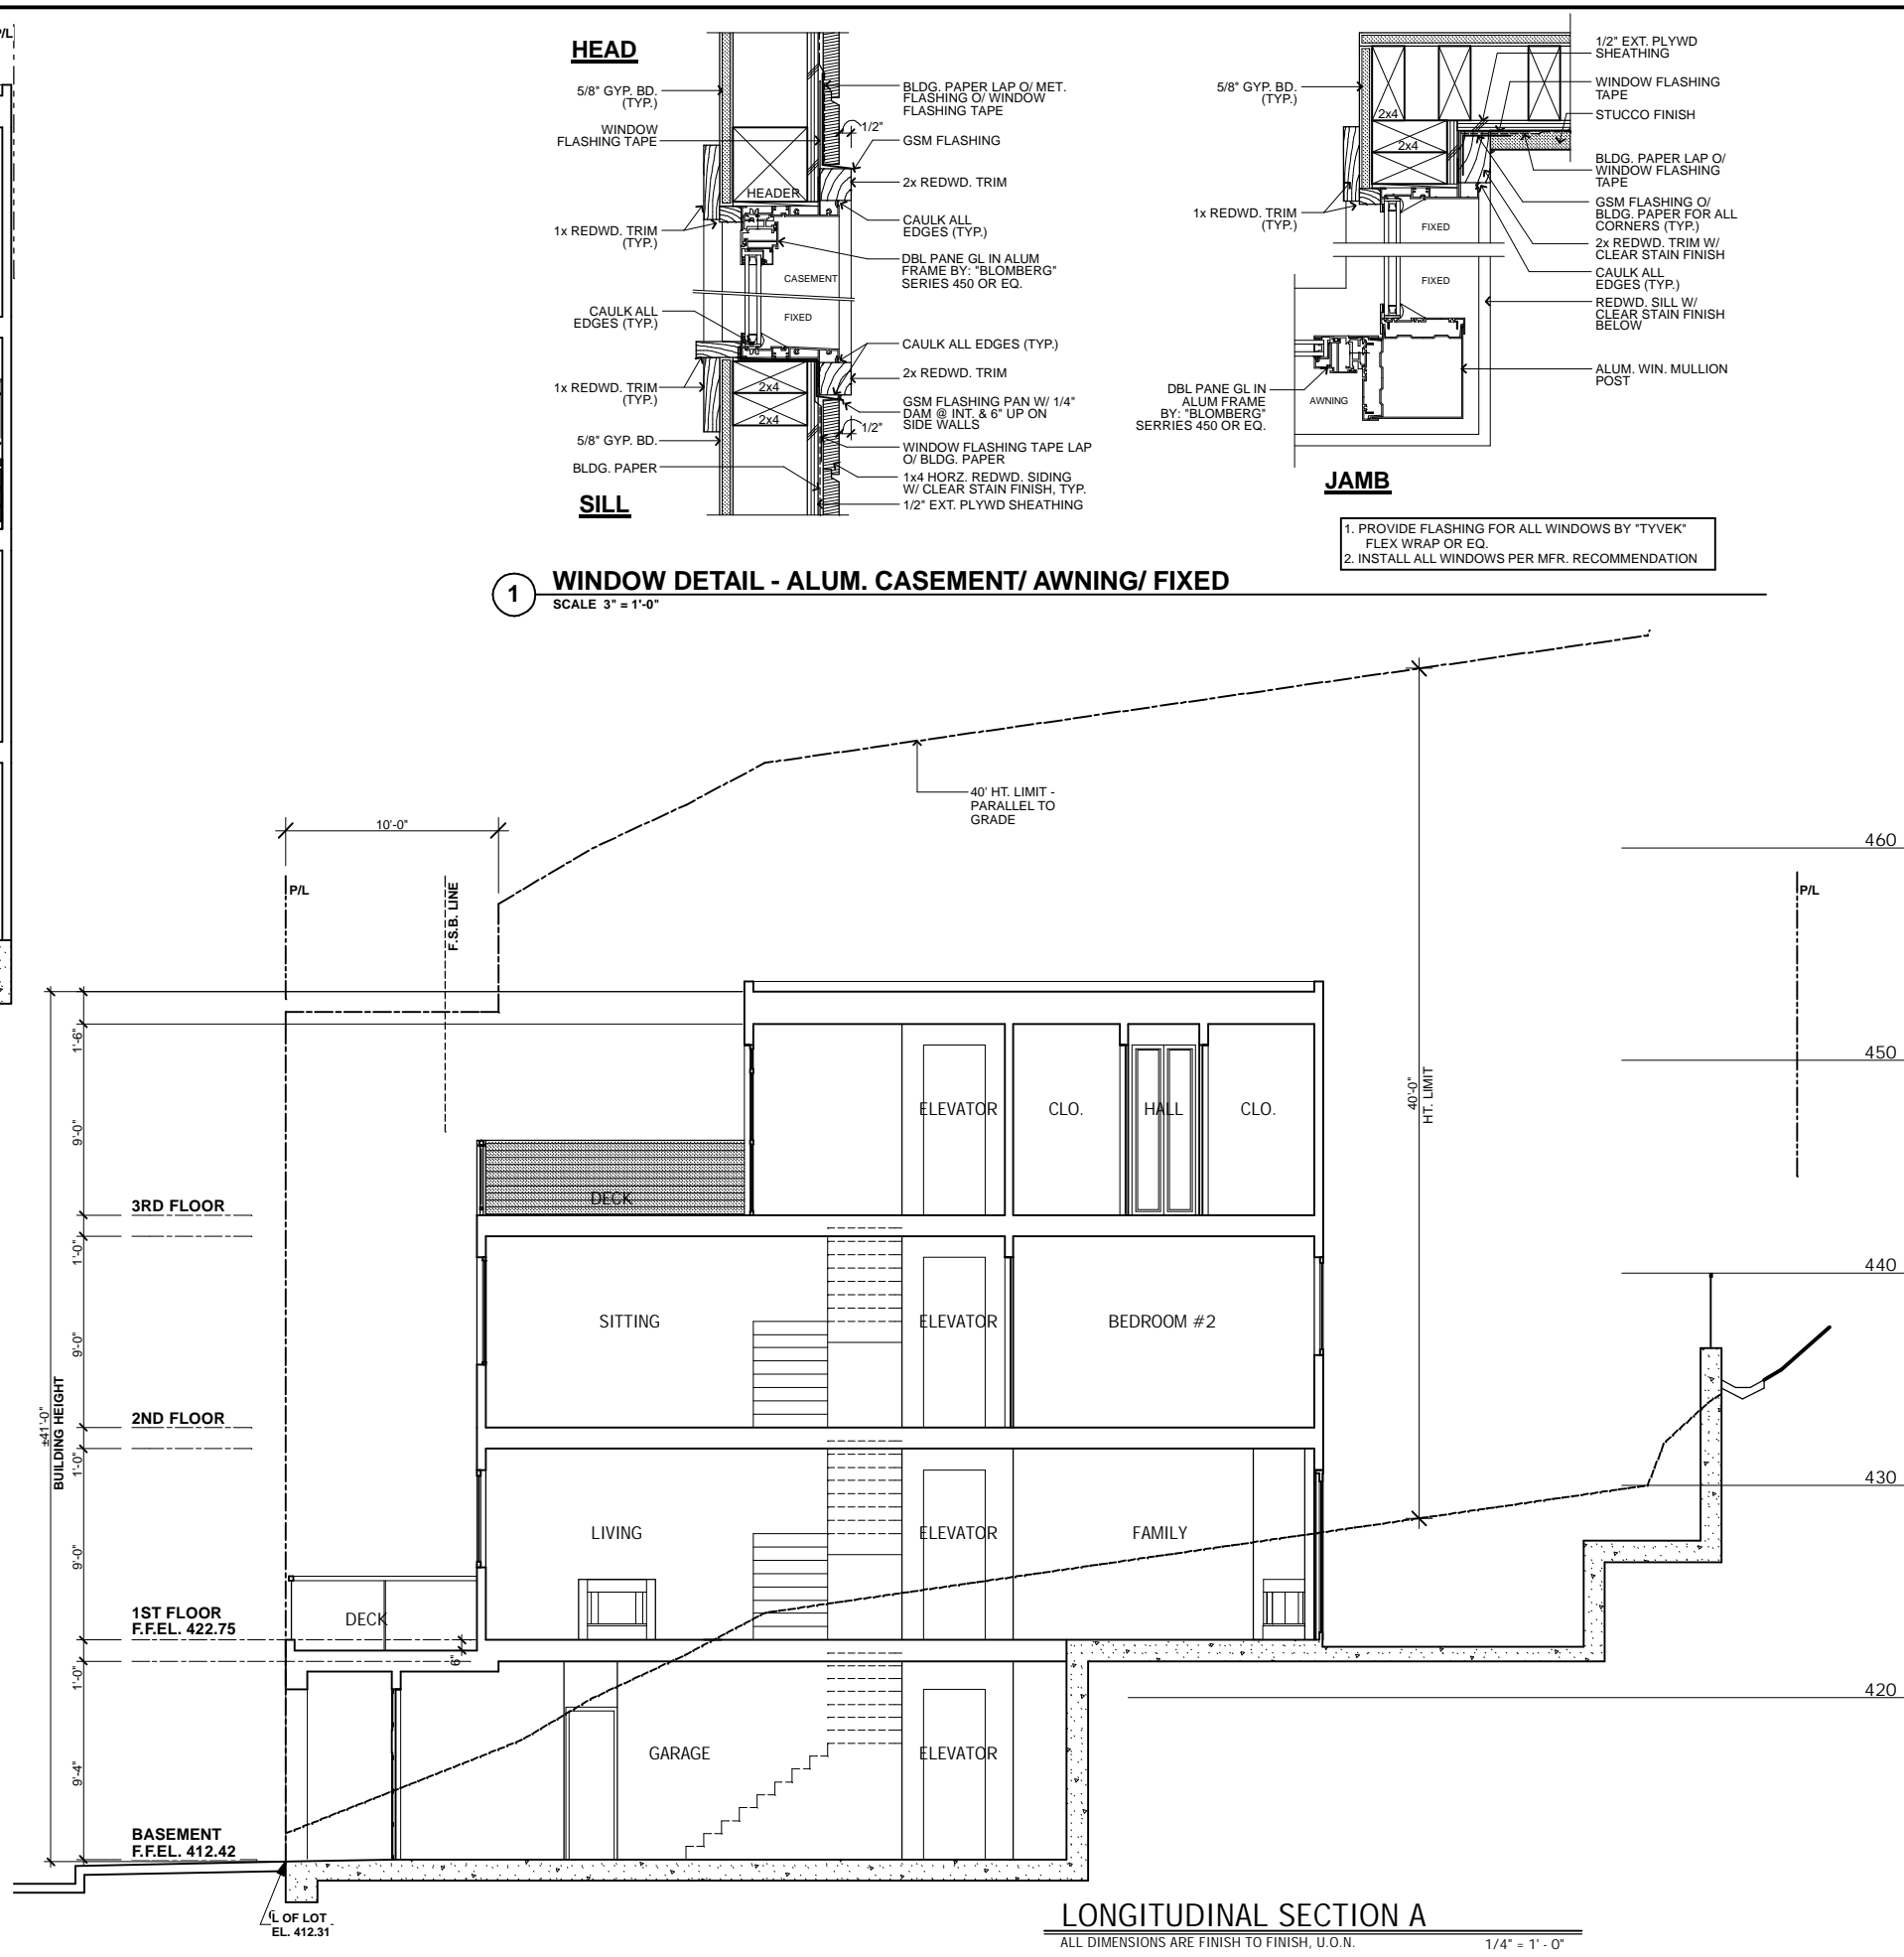 P/L
HEAD
5/8" GYP. BD.
(TYP.)
WINDOW
FLASHING TAPE
HEADER
1x REDWD. TRIM
(TYP.)
CAULK ALL
EDGES (TYP.)
1x REDWD. TRIM
(TYP.)
5/8" GYP. BD.
BLDG. PAPER
SILL
2x4
2x4
CASEMENT
FIXED
BLDG. PAPER LAP O/ MET.
FLASHING O/ WINDOW
FLASHING TAPE
1/2"
GSM FLASHING
2x REDWD. TRIM
CAULK ALL
EDGES (TYP.)
DBL PANE GL IN ALUM
FRAME BY: "BLOMBERG"
SERIES 450 OR EQ.
CAULK ALL EDGES (TYP.)
2x REDWD. TRIM
GSM FLASHING PAN W/ 1/4"
DAM @ INT. & 6" UP ON
SIDE WALLS
1/2"
WINDOW FLASHING TAPE LAP
O/ BLDG. PAPER
1x4 HORZ. REDWD. SIDING
W/ CLEAR STAIN FINISH, TYP.
1/2" EXT. PLYWD SHEATHING
5/8" GYP. BD.
(TYP.)
2x4
2x4
1x REDWD. TRIM
(TYP.)
FIXED
FIXED
AWNING
DBL PANE GL IN
ALUM FRAME
BY: "BLOMBERG"
SERRIES 450 OR EQ.
1/2" EXT. PLYWD
SHEATHING
WINDOW FLASHING
TAPE
STUCCO FINISH
BLDG. PAPER LAP O/
WINDOW FLASHING
TAPE
GSM FLASHING O/
BLDG. PAPER FOR ALL
CORNERS (TYP.)
2x REDWD. TRIM W/
CLEAR STAIN FINISH
CAULK ALL
EDGES (TYP.)
REDWD. SILL W/
CLEAR STAIN FINISH
BELOW
ALUM. WIN. MULLION
POST
JAMB
1. PROVIDE FLASHING FOR ALL WINDOWS BY "TYVEK"
FLEX WRAP OR EQ.
2. INSTALL ALL WINDOWS PER MFR. RECOMMENDATION
1
WINDOW DETAIL - ALUM. CASEMENT/ AWNING/ FIXED
SCALE 3" = 1'-0"
40' HT. LIMIT -
PARALLEL TO
GRADE
10'-0"
P/L
F.S.B. LINE
P/L
460
450
440
430
420
40'-0"
HT. LIMIT
1'-6"
9'-0"
1'-0"
9'-0"
1'-0"
9'-0"
1'-0"
9'-4"
6"
±41'-0"
BUILDING HEIGHT
ELEVATOR
CLO.
HALL
CLO.
DECK
3RD FLOOR
SITTING
ELEVATOR
BEDROOM #2
2ND FLOOR
LIVING
ELEVATOR
FAMILY
DECK
1ST FLOOR
F.F.EL. 422.75
GARAGE
ELEVATOR
BASEMENT
F.F.EL. 412.42
℄ OF LOT
EL. 412.31
LONGITUDINAL SECTION A
ALL DIMENSIONS ARE FINISH TO FINISH, U.O.N.
1/4" = 1' - 0"